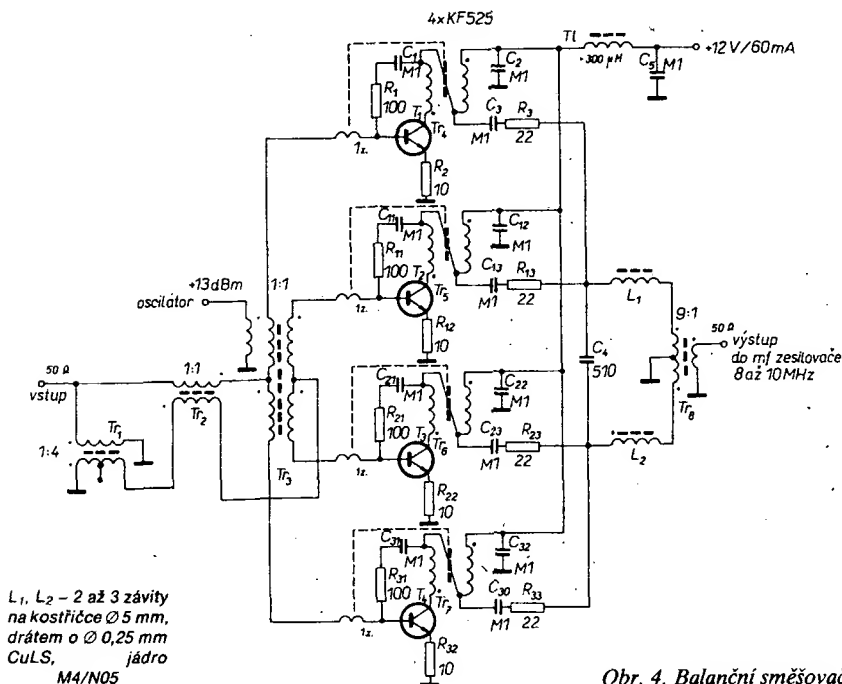 4xKF525
Tl
300 µH
+12V/60mA
C5
M1
C1
M1
R1
100
T1
Tr4
1z.
R2
10
C2
M1
C3
M1
R3
22
C11
M1
R11
100
T2
Tr5
1z.
R12
10
C12
M1
C13
M1
R13
22
+13dBm
oscilátor
1:1
50 Ω
vstup
1:1
Tr2
Tr1
1:4
Tr3
C21
M1
R21
100
T3
Tr6
1z.
R22
10
C22
M1
C23
M1
R23
22
C4
510
L1
L2
9:1
Tr8
50Ω
výstup
do mf zesilovače
8 až 10MHz
C31
M1
R31
100
T4
Tr7
1z.
R32
10
C32
M1
C30
M1
R33
22
L1, L2 – 2 až 3 závity
na kostřičce Ø 5 mm,
drátem o Ø 0,25 mm
CuLS, jádro
M4/N05
Obr. 4. Balanční směšovač